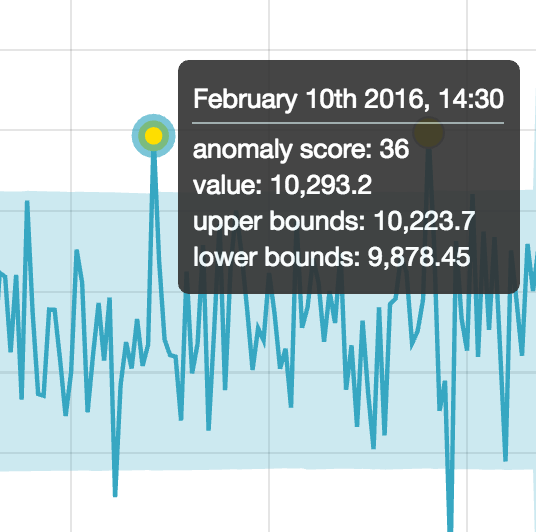 February 10th 2016, 14:30
anomaly score: 36
value: 10,293.2
upper bounds: 10,223.7
lower bounds: 9,878.45